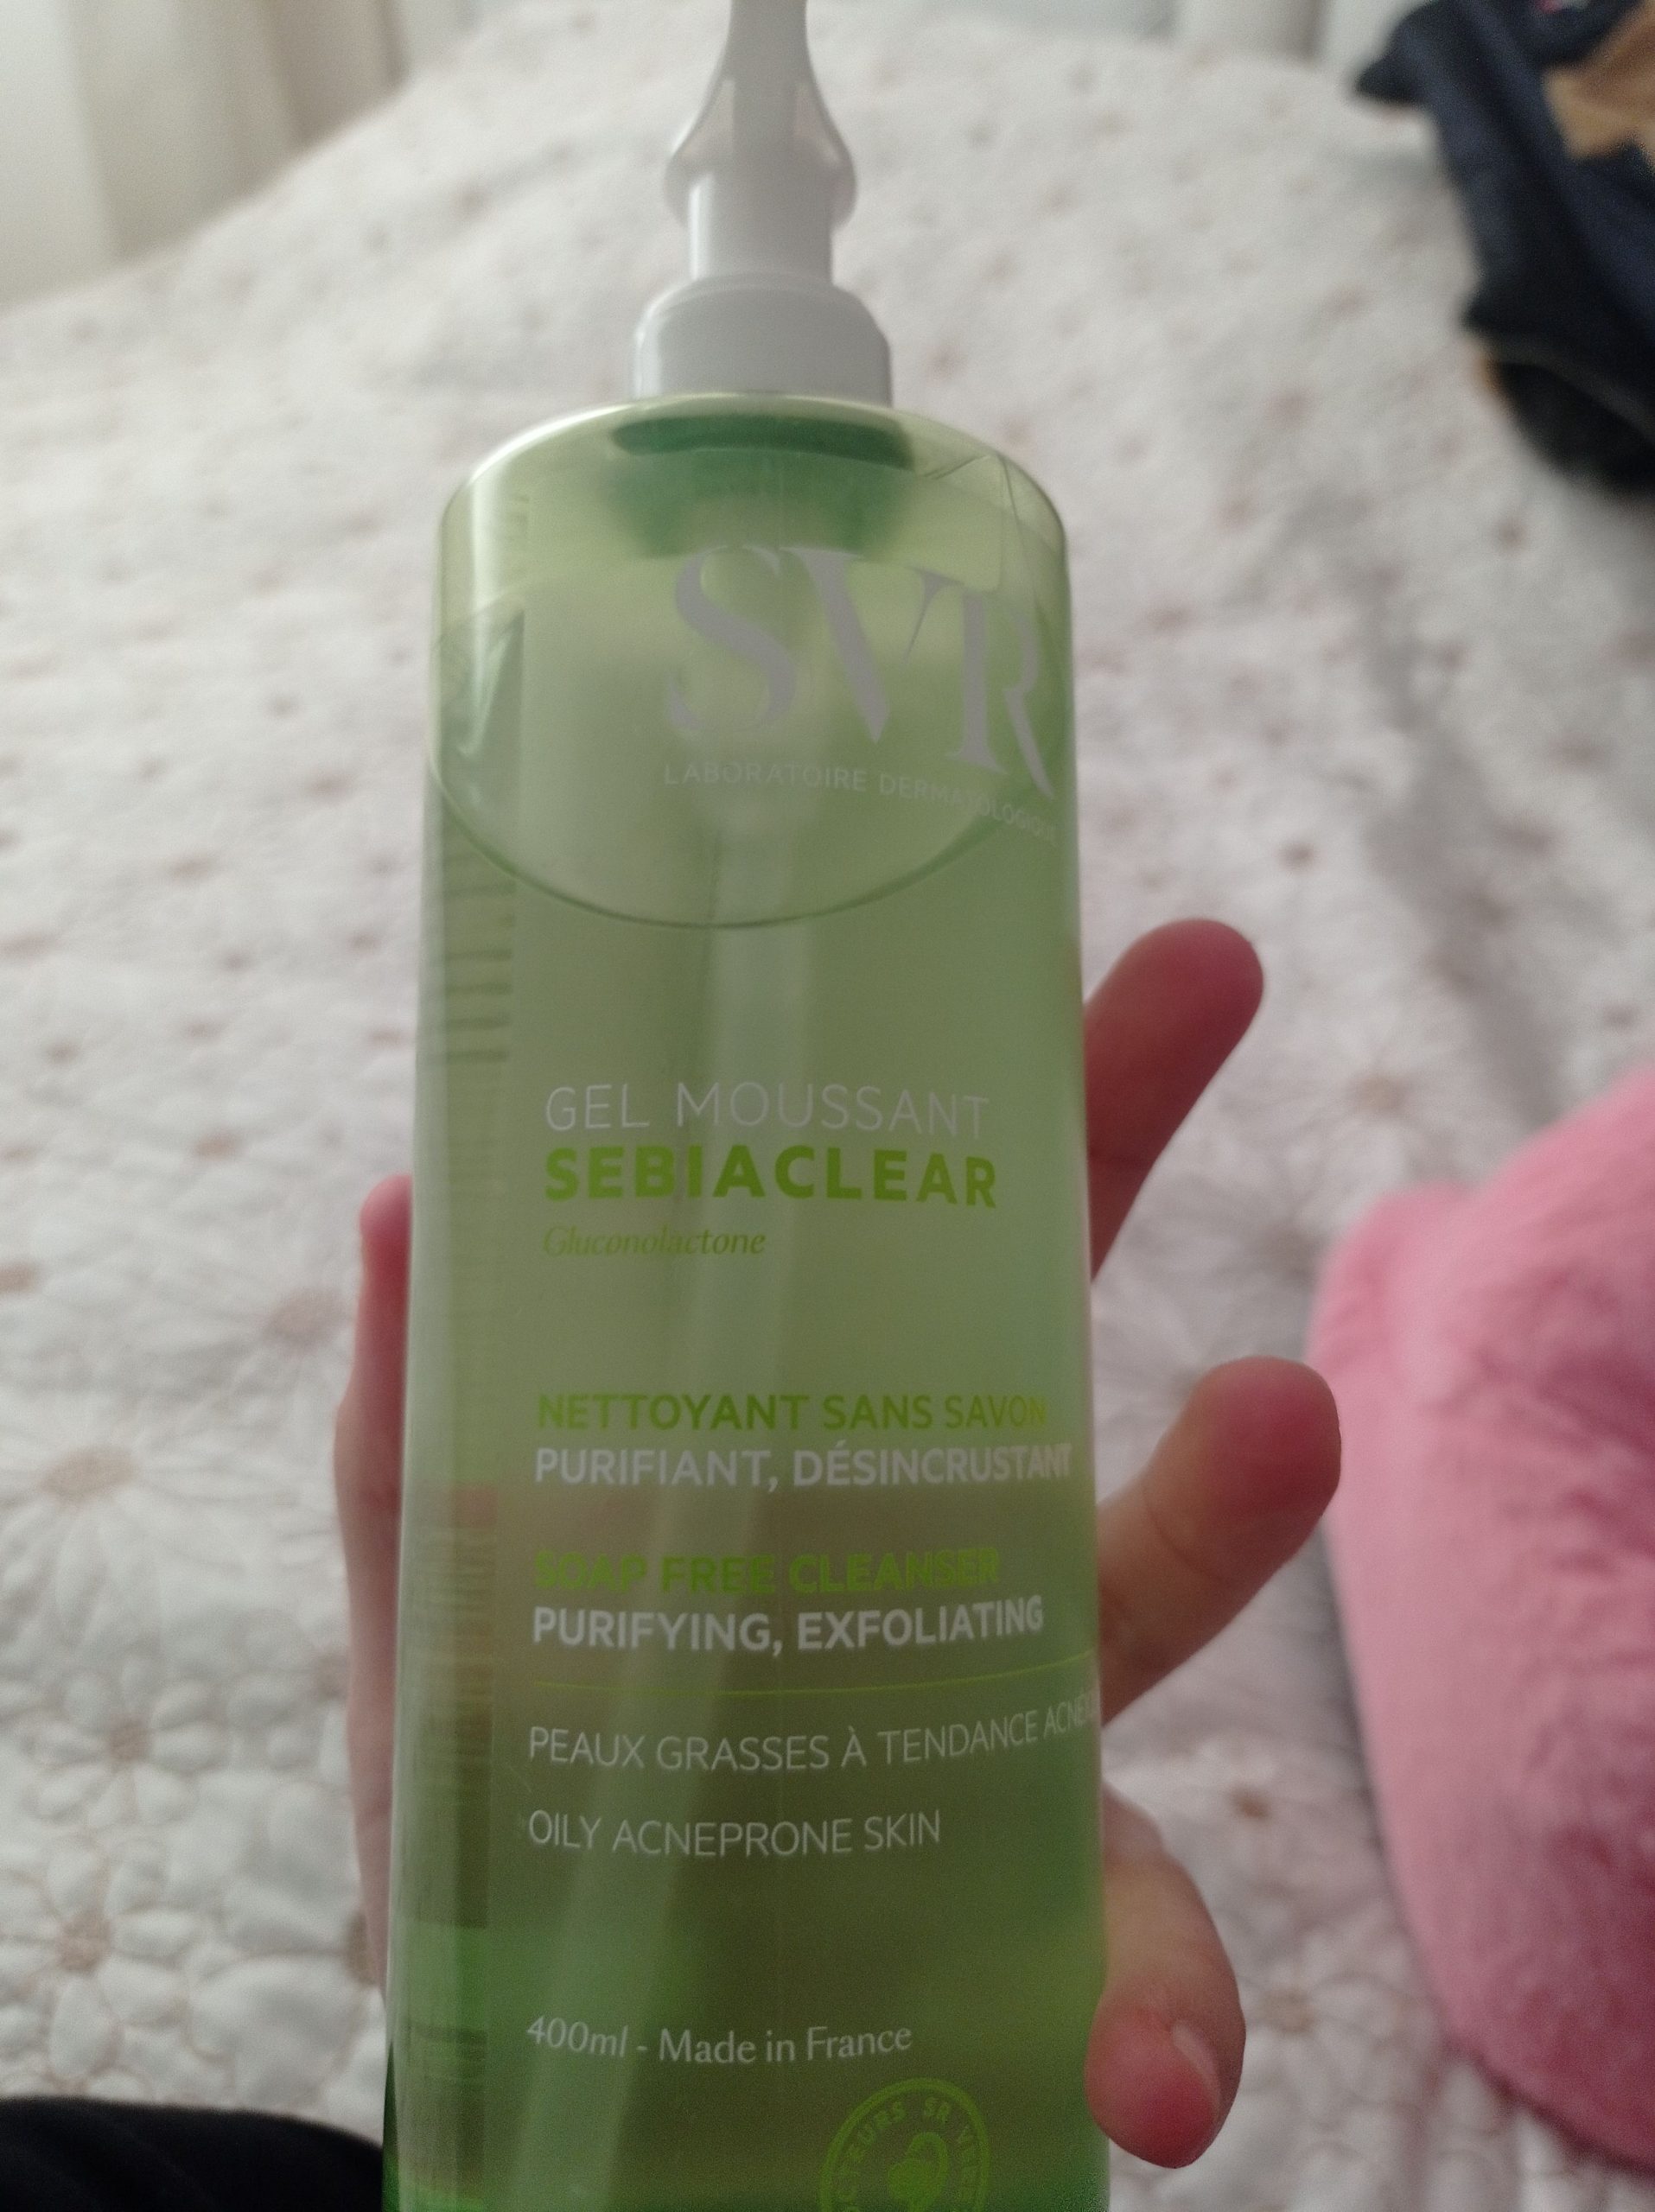 SVR
LABORATOIRE DERMATOLOGIQUE
GEL MOUSSANT
SEBIACLEAR
Gluconolactone
NETTOYANT SANS SAVON
PURIFIANT, DÉSINCRUSTANT
SOAP FREE CLEANSER
PURIFYING, EXFOLIATING
PEAUX GRASSES À TENDANCE
OILY ACNEPRONE SKIN
400ml - Made in France
SR